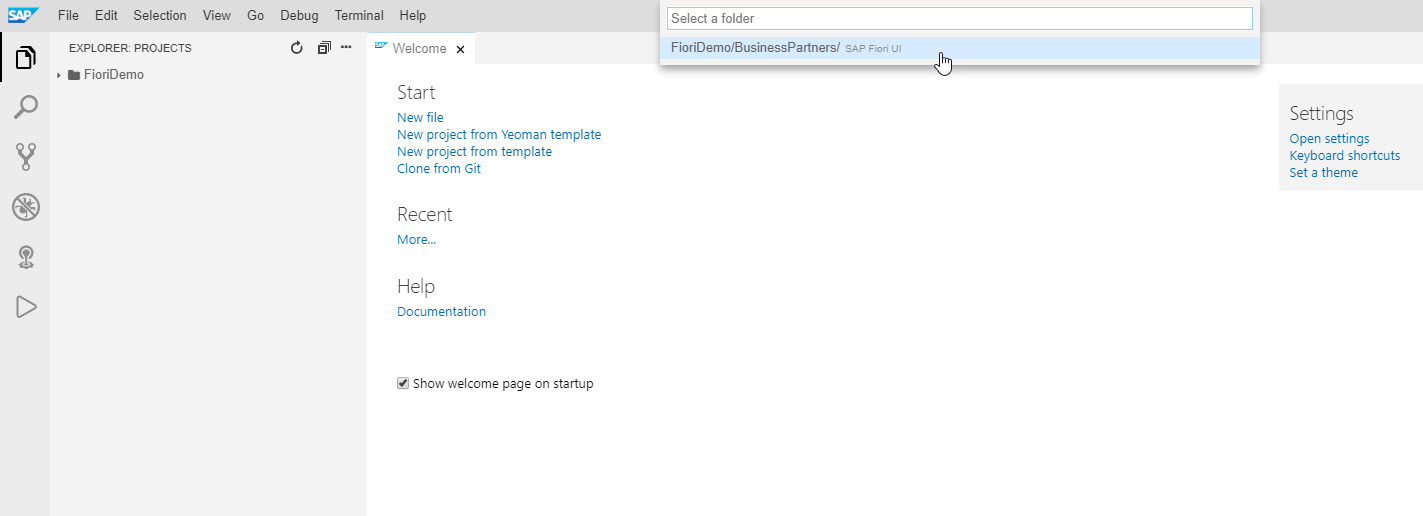 SAP File Edit Selection View Go Debug Terminal Help
Select a folder
FioriDemo/BusinessPartners/ SAP Fiori UI
EXPLORER: PROJECTS
FioriDemo
Welcome
Start
New file
New project from Yeoman template
New project from template
Clone from Git
Recent
More...
Help
Documentation
Show welcome page on startup
Settings
Open settings
Keyboard shortcuts
Set a theme